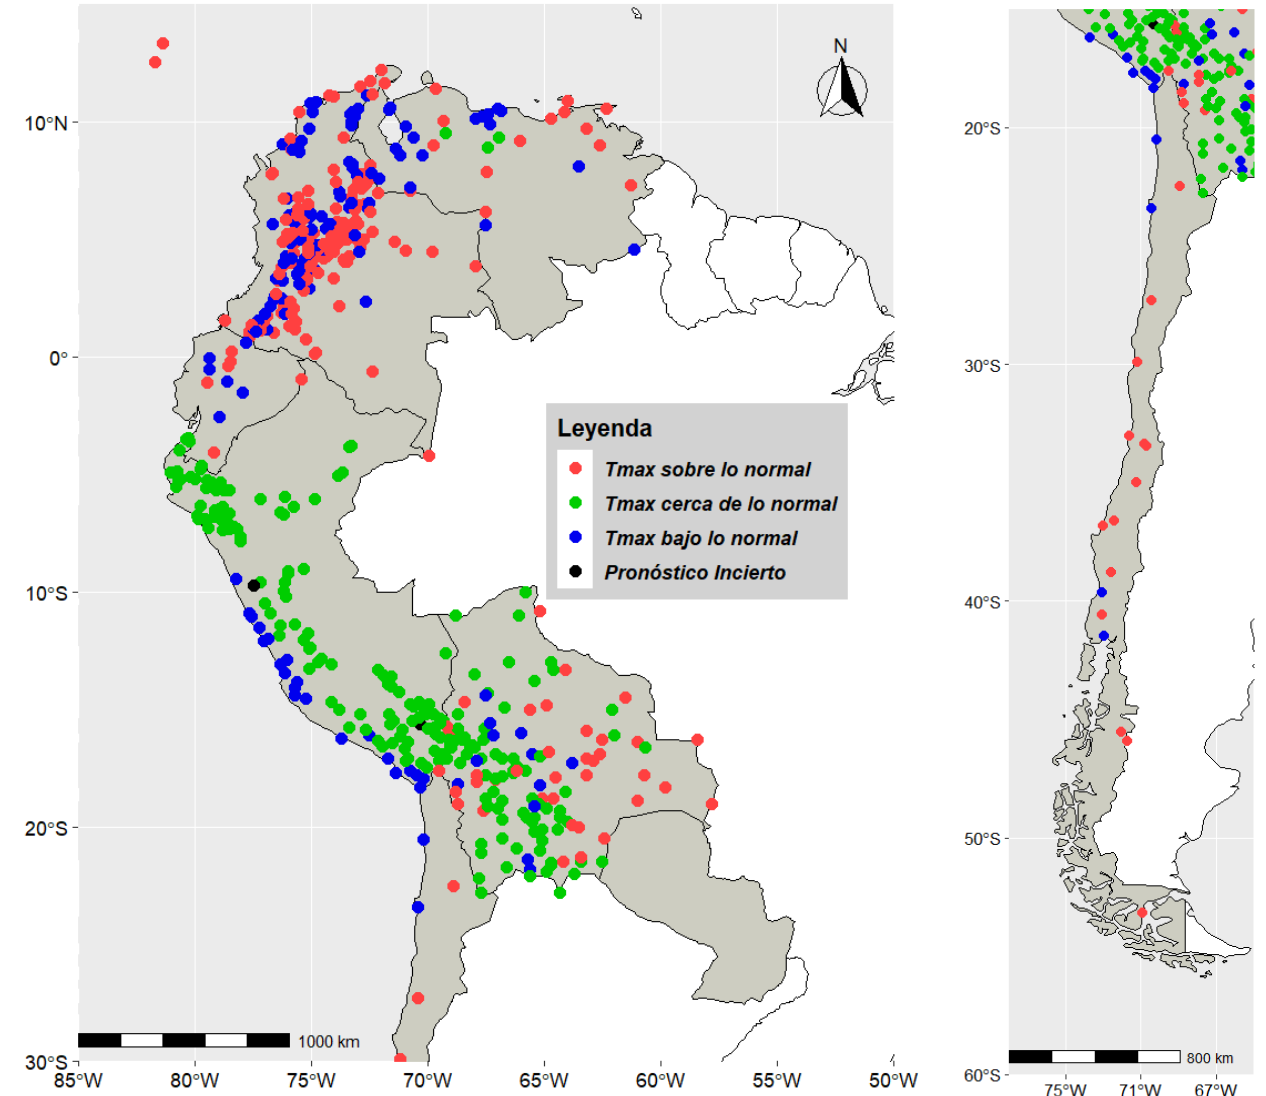 N
10°N
0°
10°S
20°S
30°S
85°W
80°W
75°W
70°W
65°W
60°W
55°W
50°W
1000 km
Leyenda
Tmax sobre lo normal
Tmax cerca de lo normal
Tmax bajo lo normal
Pronóstico Incierto
20°S
30°S
40°S
50°S
60°S
75°W
71°W
67°W
800 km